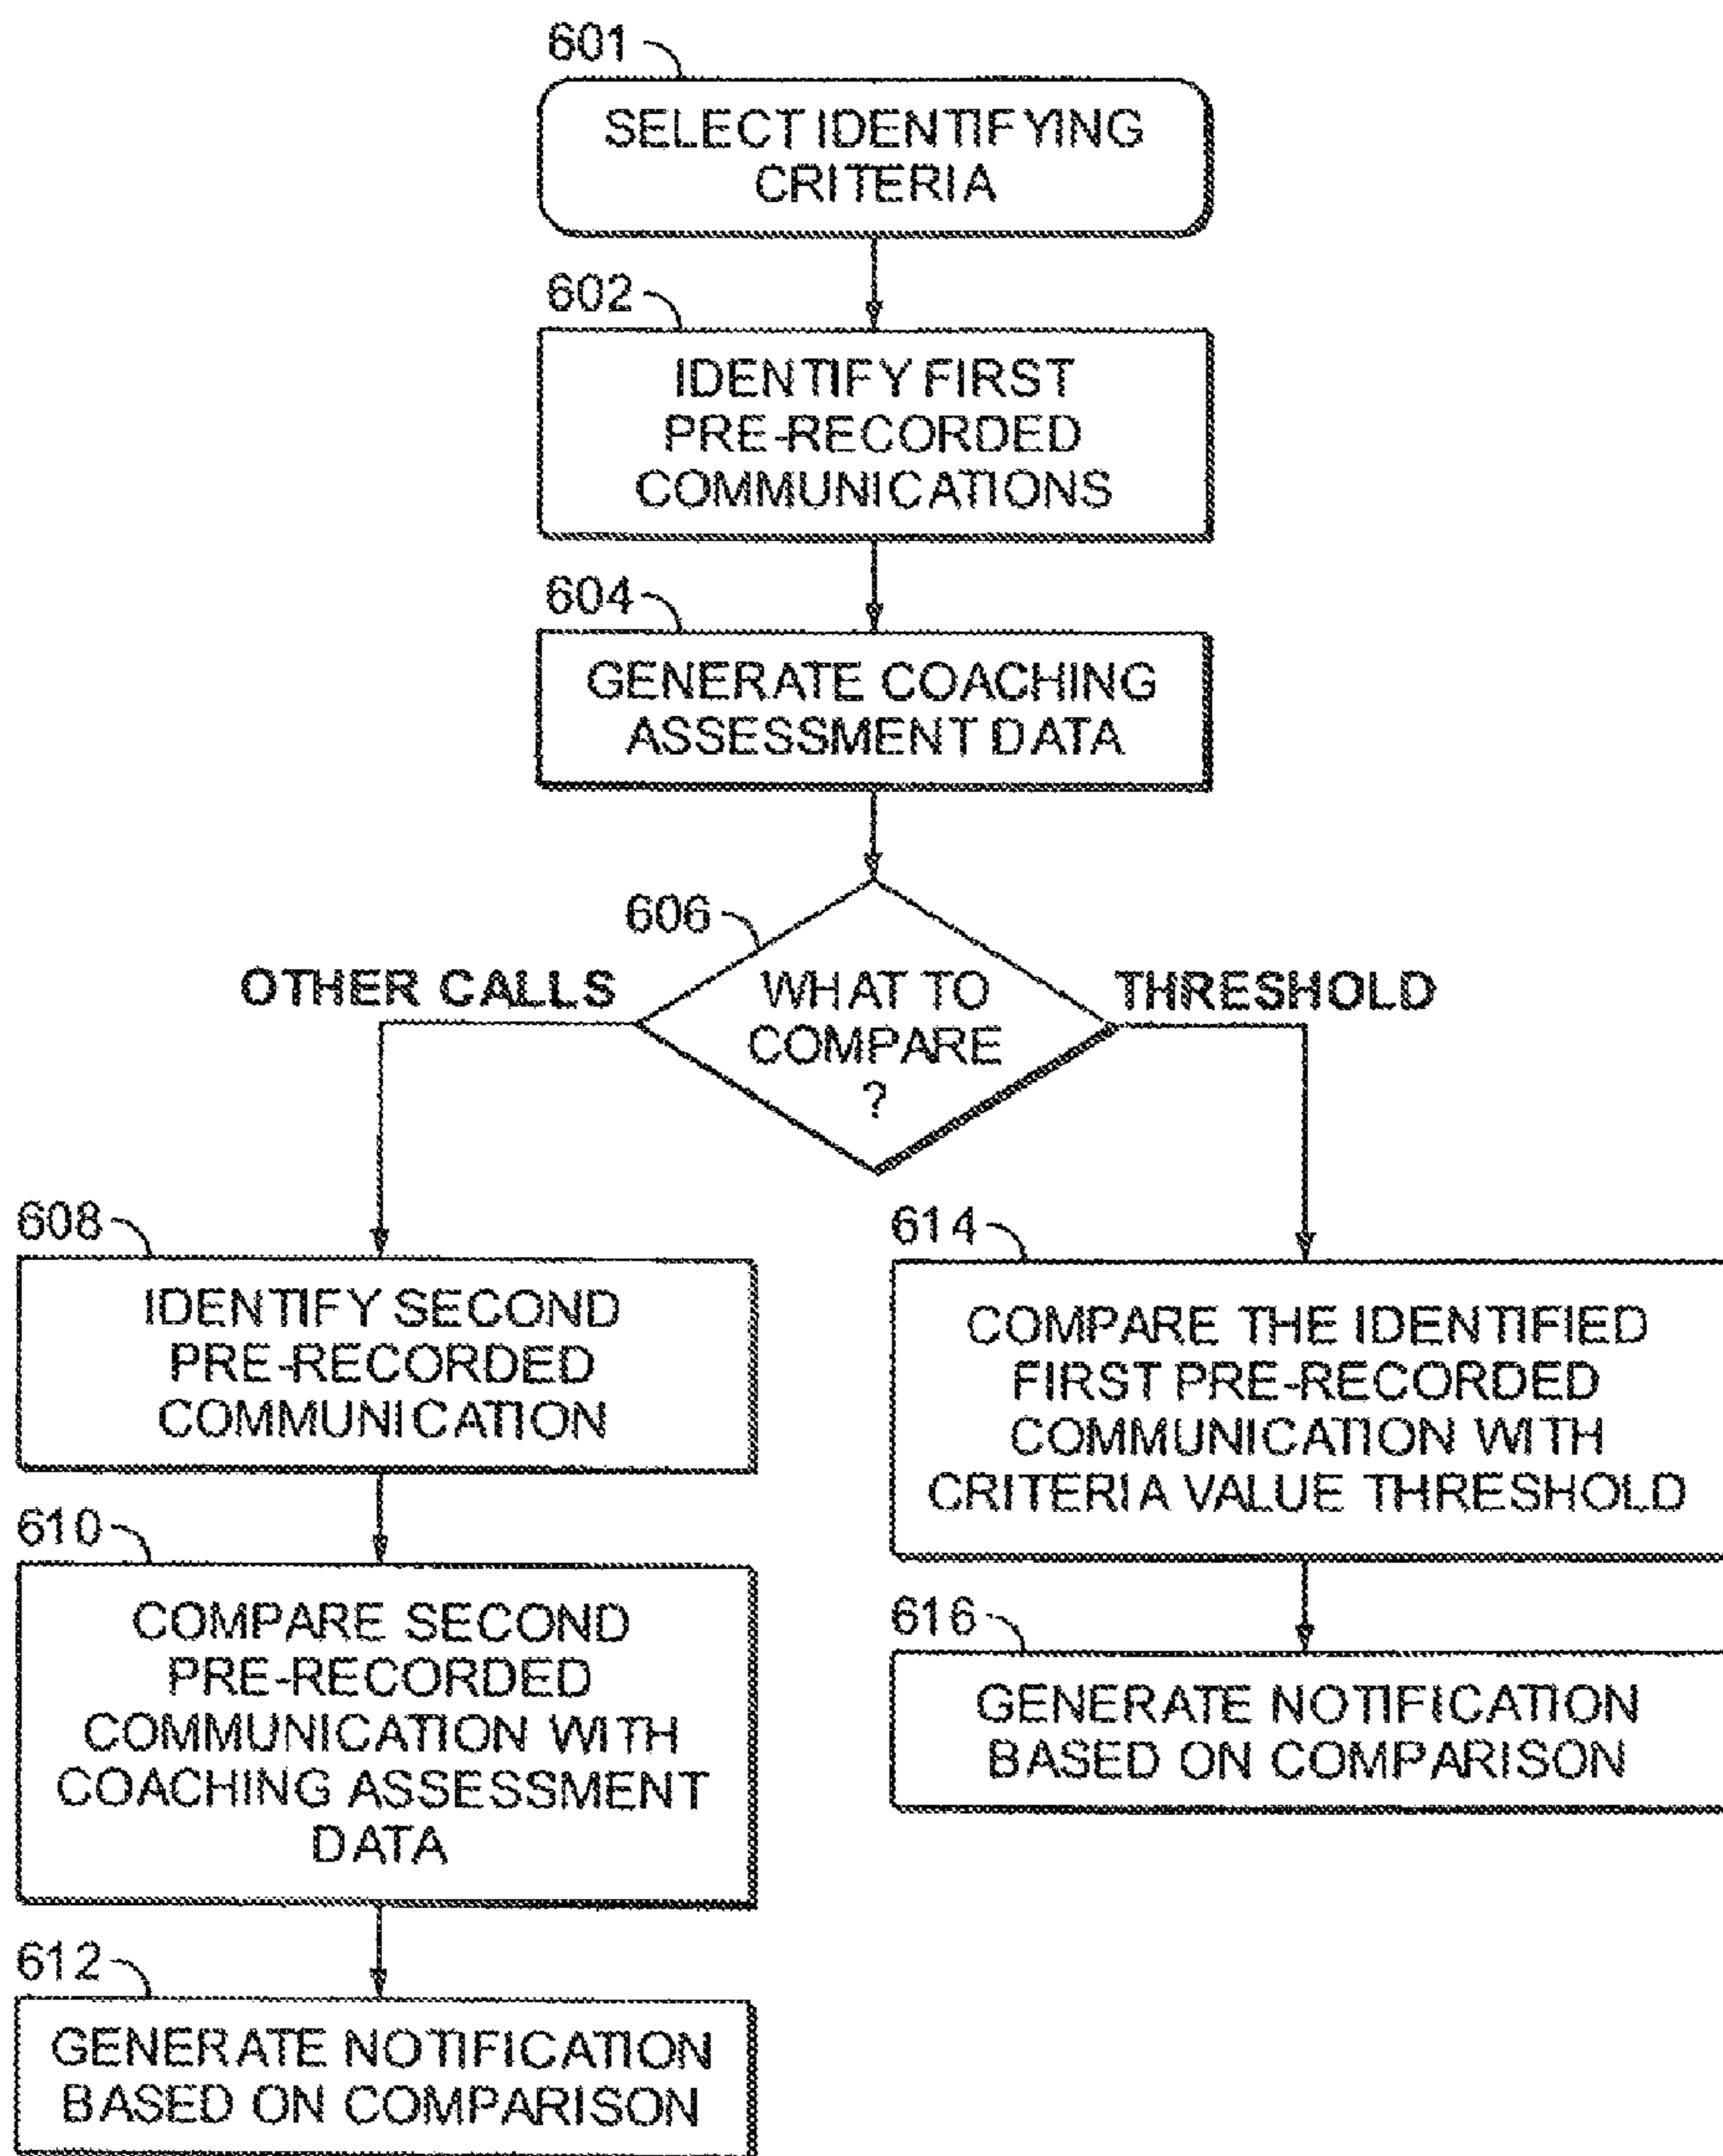 601
SELECT IDENTIFYING
CRITERIA
602
IDENTIFY FIRST
PRE-RECORDED
COMMUNICATIONS
604
GENERATE COACHING
ASSESSMENT DATA
606
OTHER CALLS
WHAT TO
COMPARE
?
THRESHOLD
608
IDENTIFY SECOND
PRE-RECORDED
COMMUNICATION
610
COMPARE SECOND
PRE-RECORDED
COMMUNICATION WITH
COACHING ASSESSMENT
DATA
612
GENERATE NOTIFICATION
BASED ON COMPARISON
614
COMPARE THE IDENTIFIED
FIRST PRE-RECORDED
COMMUNICATION WITH
CRITERIA VALUE THRESHOLD
616
GENERATE NOTIFICATION
BASED ON COMPARISON